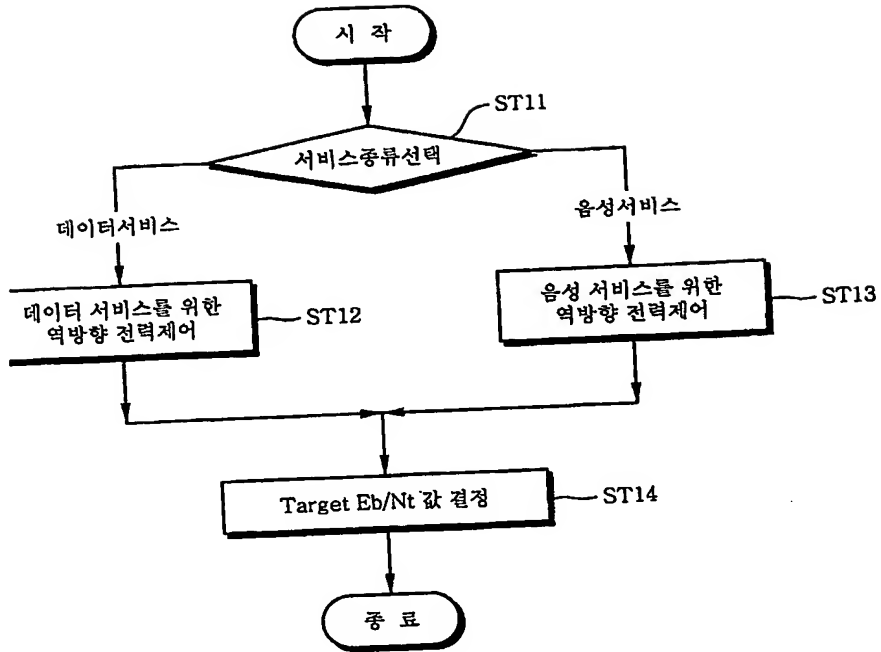 시 작
ST11
서비스종류선택
데이터서비스
음성서비스
데이터 서비스를 위한
역방향 전력제어
ST12
음성 서비스를 위한
역방향 전력제어
ST13
Target Eb/Nt 값 결정
ST14
종 료